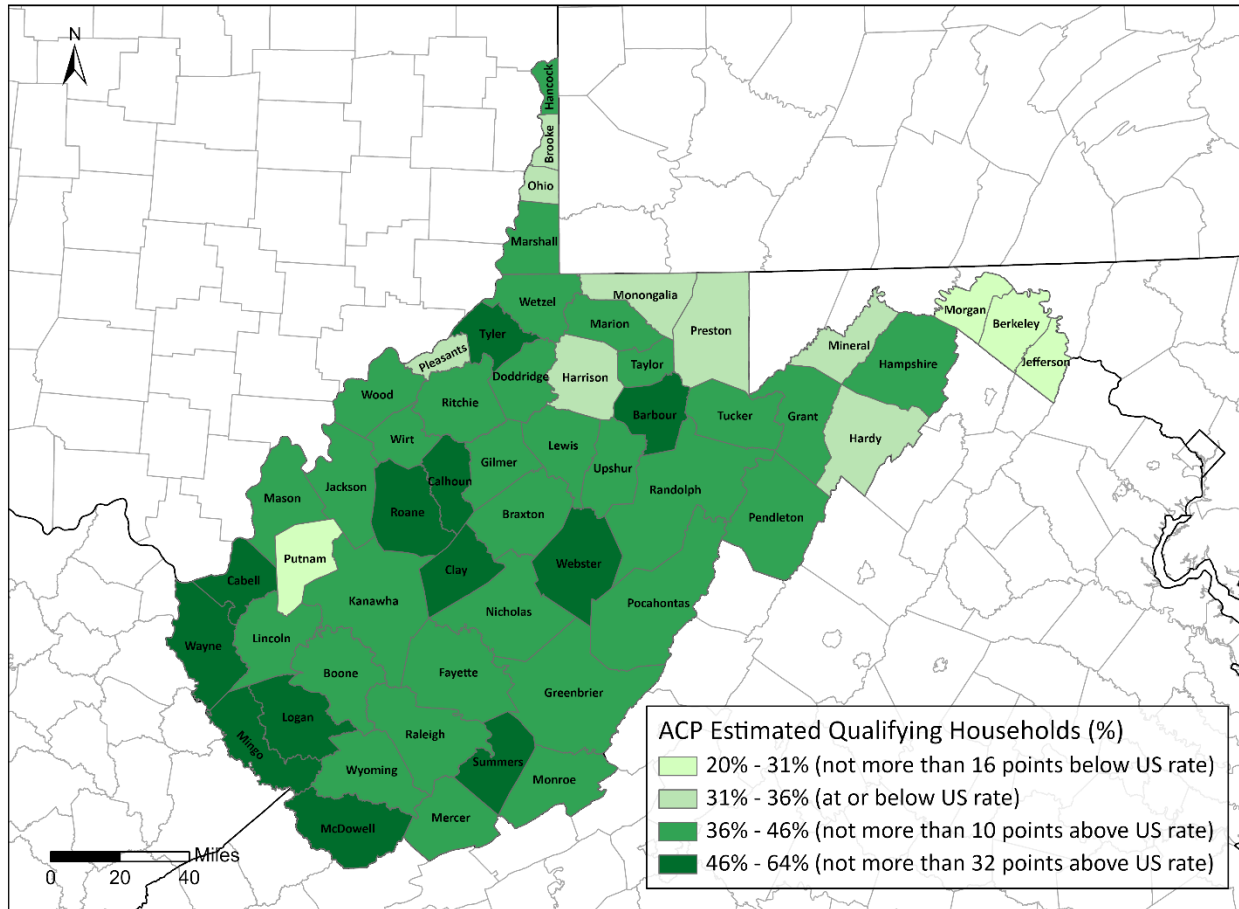 N
Hancock
Brooke
Ohio
Marshall
Wetzel
Monongalia
Marion
Preston
Tyler
Pleasants
Doddridge
Harrison
Taylor
Mineral
Hampshire
Morgan
Berkeley
Jefferson
Wood
Ritchie
Barbour
Tucker
Grant
Hardy
Wirt
Lewis
Gilmer
Upshur
Calhoun
Randolph
Mason
Jackson
Roane
Braxton
Pendleton
Putnam
Clay
Webster
Cabell
Kanawha
Nicholas
Pocahontas
Wayne
Lincoln
Boone
Fayette
Greenbrier
Logan
Mingo
Raleigh
Summers
Wyoming
Monroe
McDowell
Mercer
Miles
0 20 40
ACP Estimated Qualifying Households (%)
20% - 31% (not more than 16 points below US rate)
31% - 36% (at or below US rate)
36% - 46% (not more than 10 points above US rate)
46% - 64% (not more than 32 points above US rate)